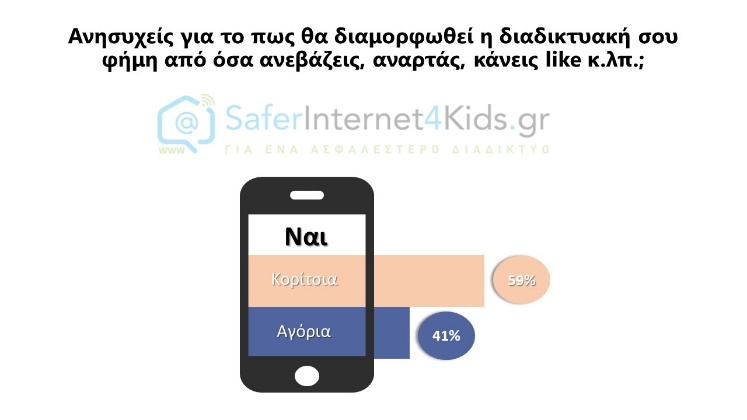 Ανησυχείς για το πως θα διαμορφωθεί η διαδικτυακή σου
φήμη από όσα ανεβάζεις, αναρτάς, κάνεις like κ.λπ.;
@ SaferInternet4Kids.gr
www ΓΙΑ ΕΝΑ ΑΣΦΑΛΕΣΤΕΡΟ ΔΙΑΔΙΚΤΥΟ
Ναι
Κορίτσια 59%
Αγόρια 41%